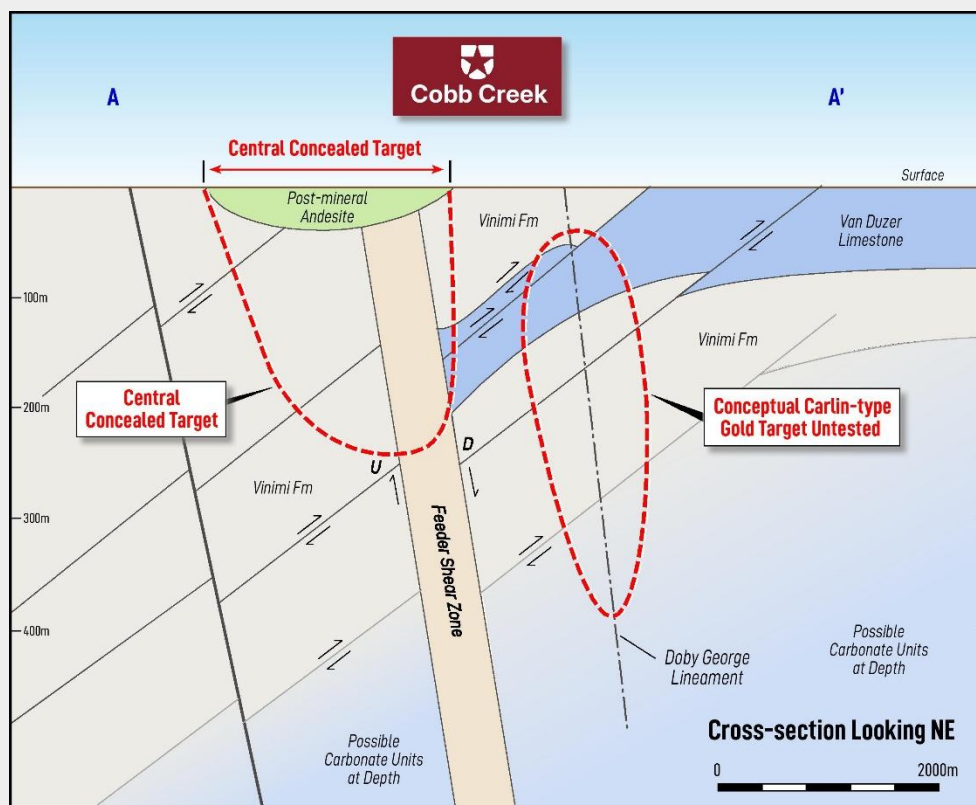 Cobb Creek
A
A'
Central Concealed Target
Surface
Post-mineral
Andesite
Vinimi Fm
Van Duzer
Limestone
100m
Vinimi Fm
Central
Concealed Target
200m
Conceptual Carlin-type
Gold Target Untested
U
D
Vinimi Fm
300m
Feeder Shear Zone
400m
Doby George
Lineament
Possible
Carbonate Units
at Depth
Possible
Carbonate Units
at Depth
Cross-section Looking NE
0
2000m